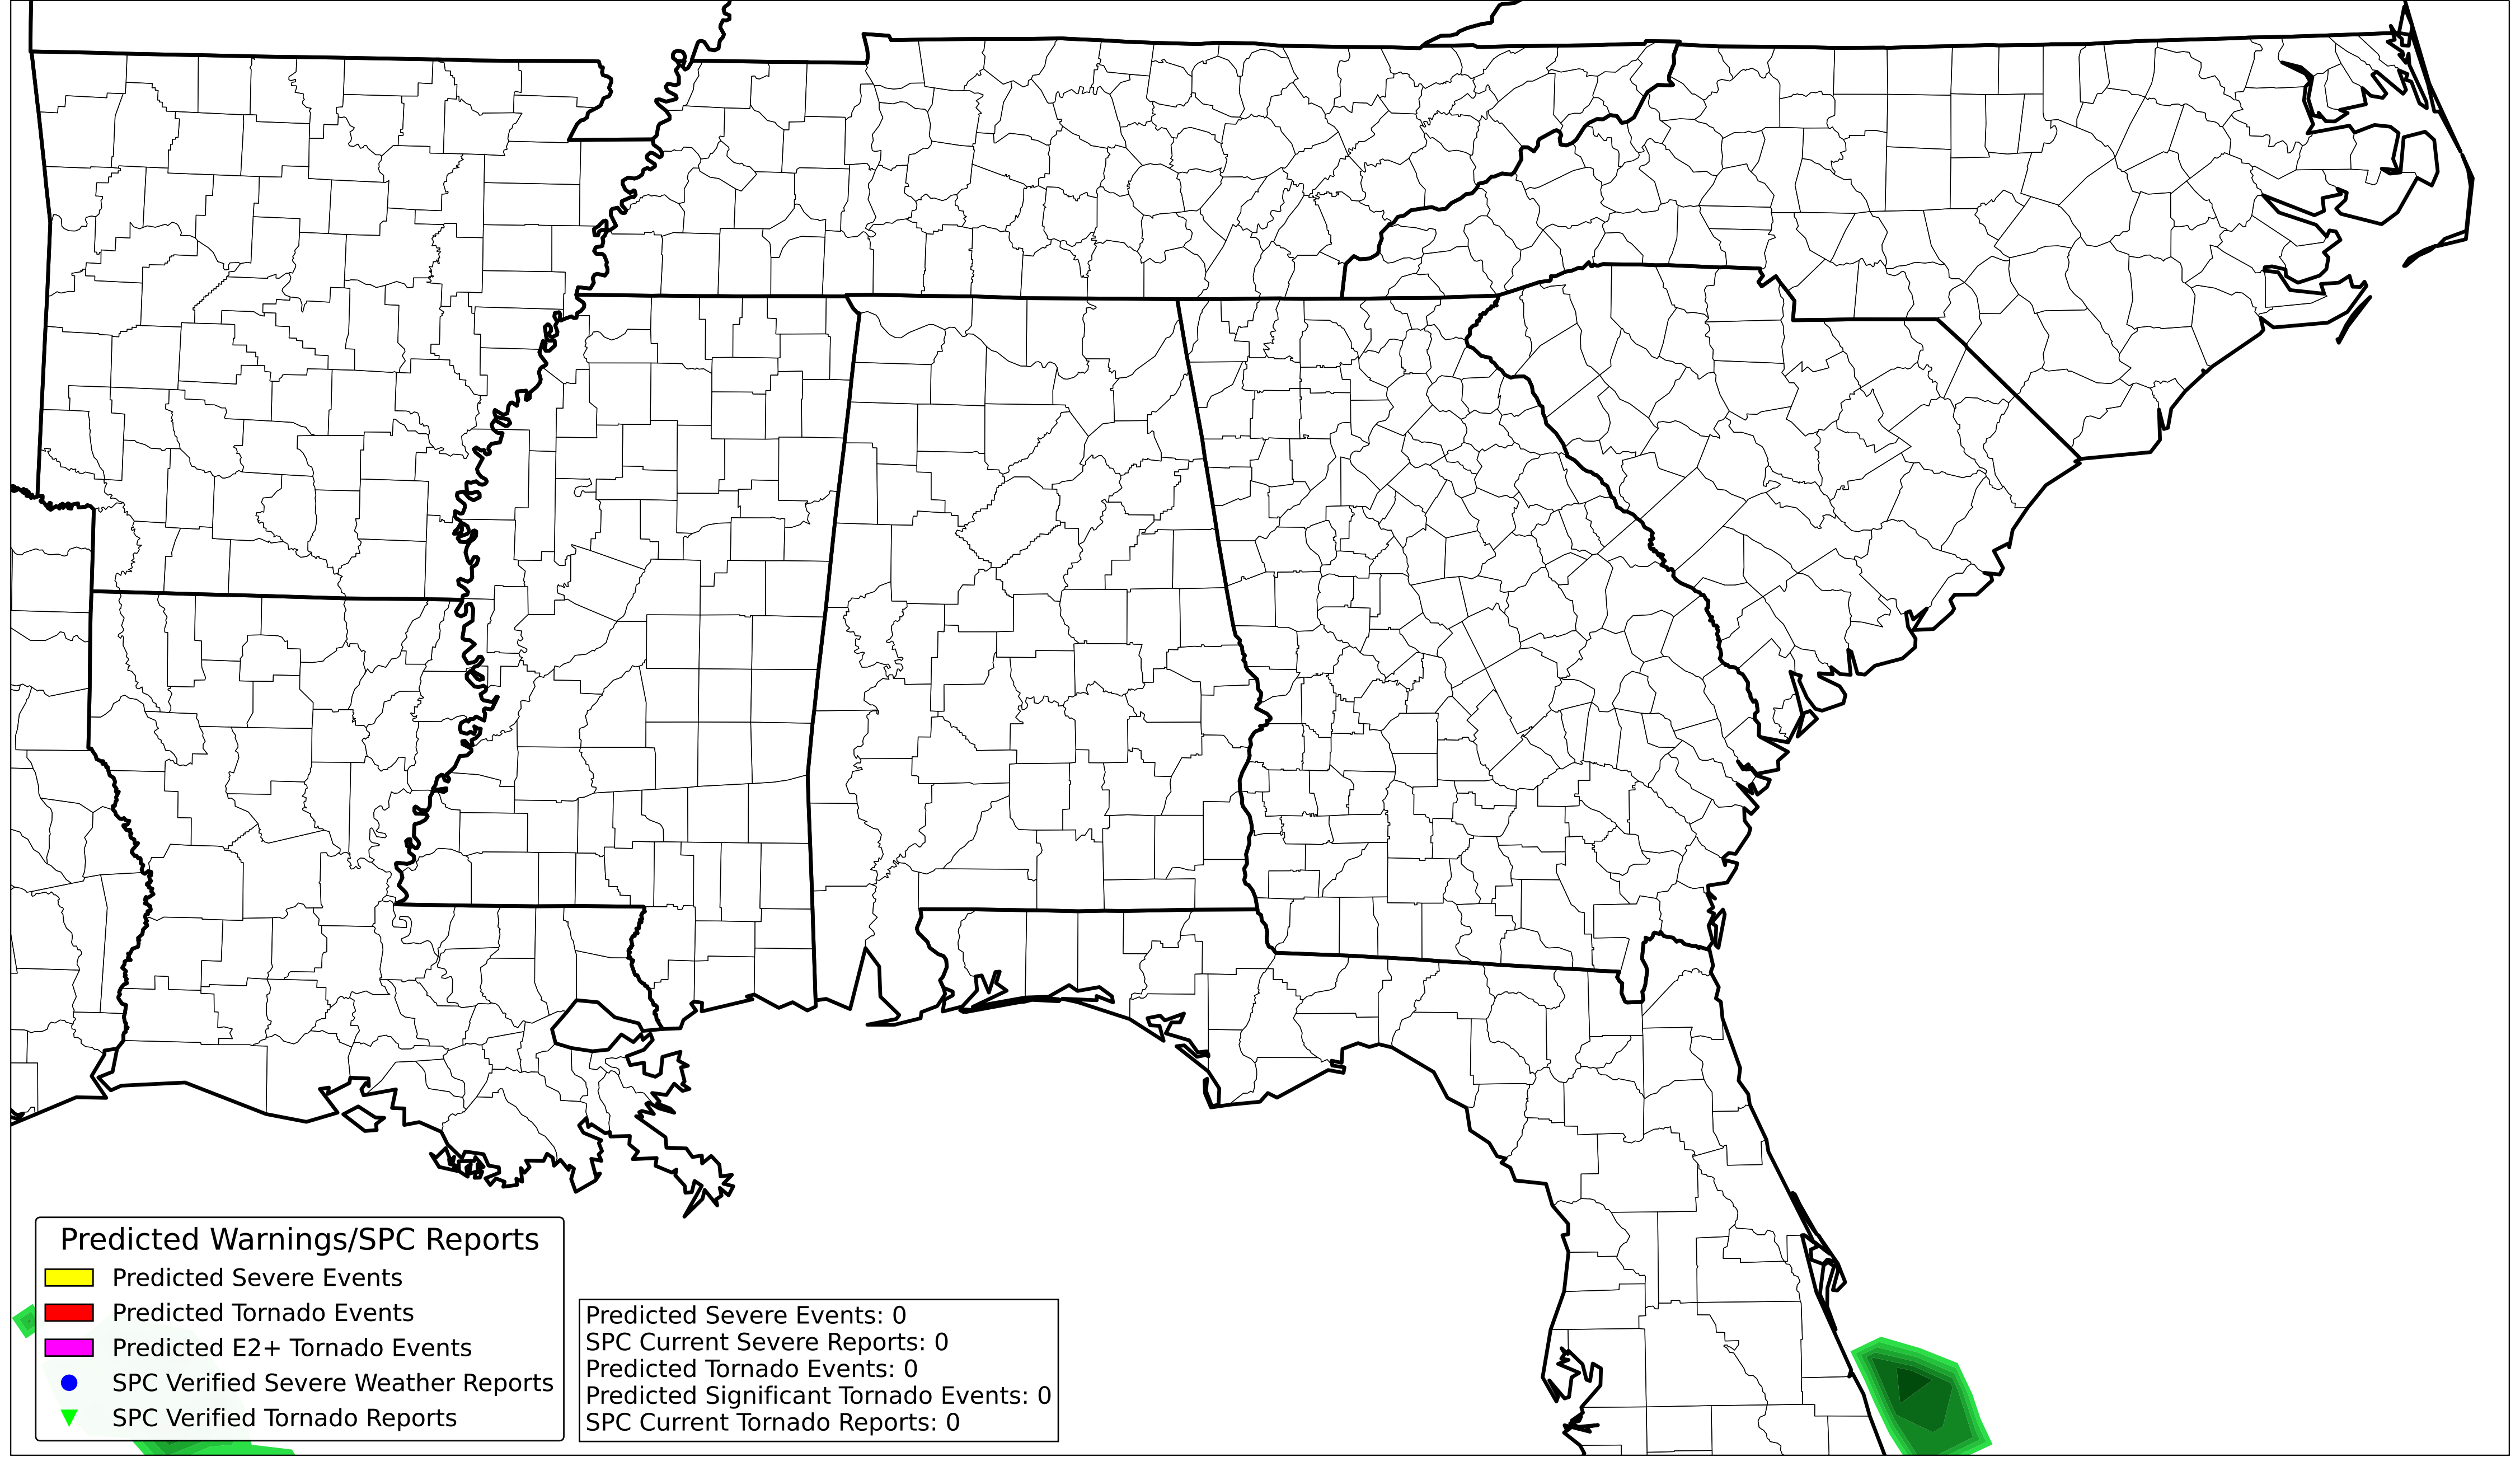 Predicted Warnings/SPC Reports
Predicted Severe Events
Predicted Tornado Events
Predicted E2+ Tornado Events
SPC Verified Severe Weather Reports
SPC Verified Tornado Reports
Predicted Severe Events: 0
SPC Current Severe Reports: 0
Predicted Tornado Events: 0
Predicted Significant Tornado Events: 0
SPC Current Tornado Reports: 0